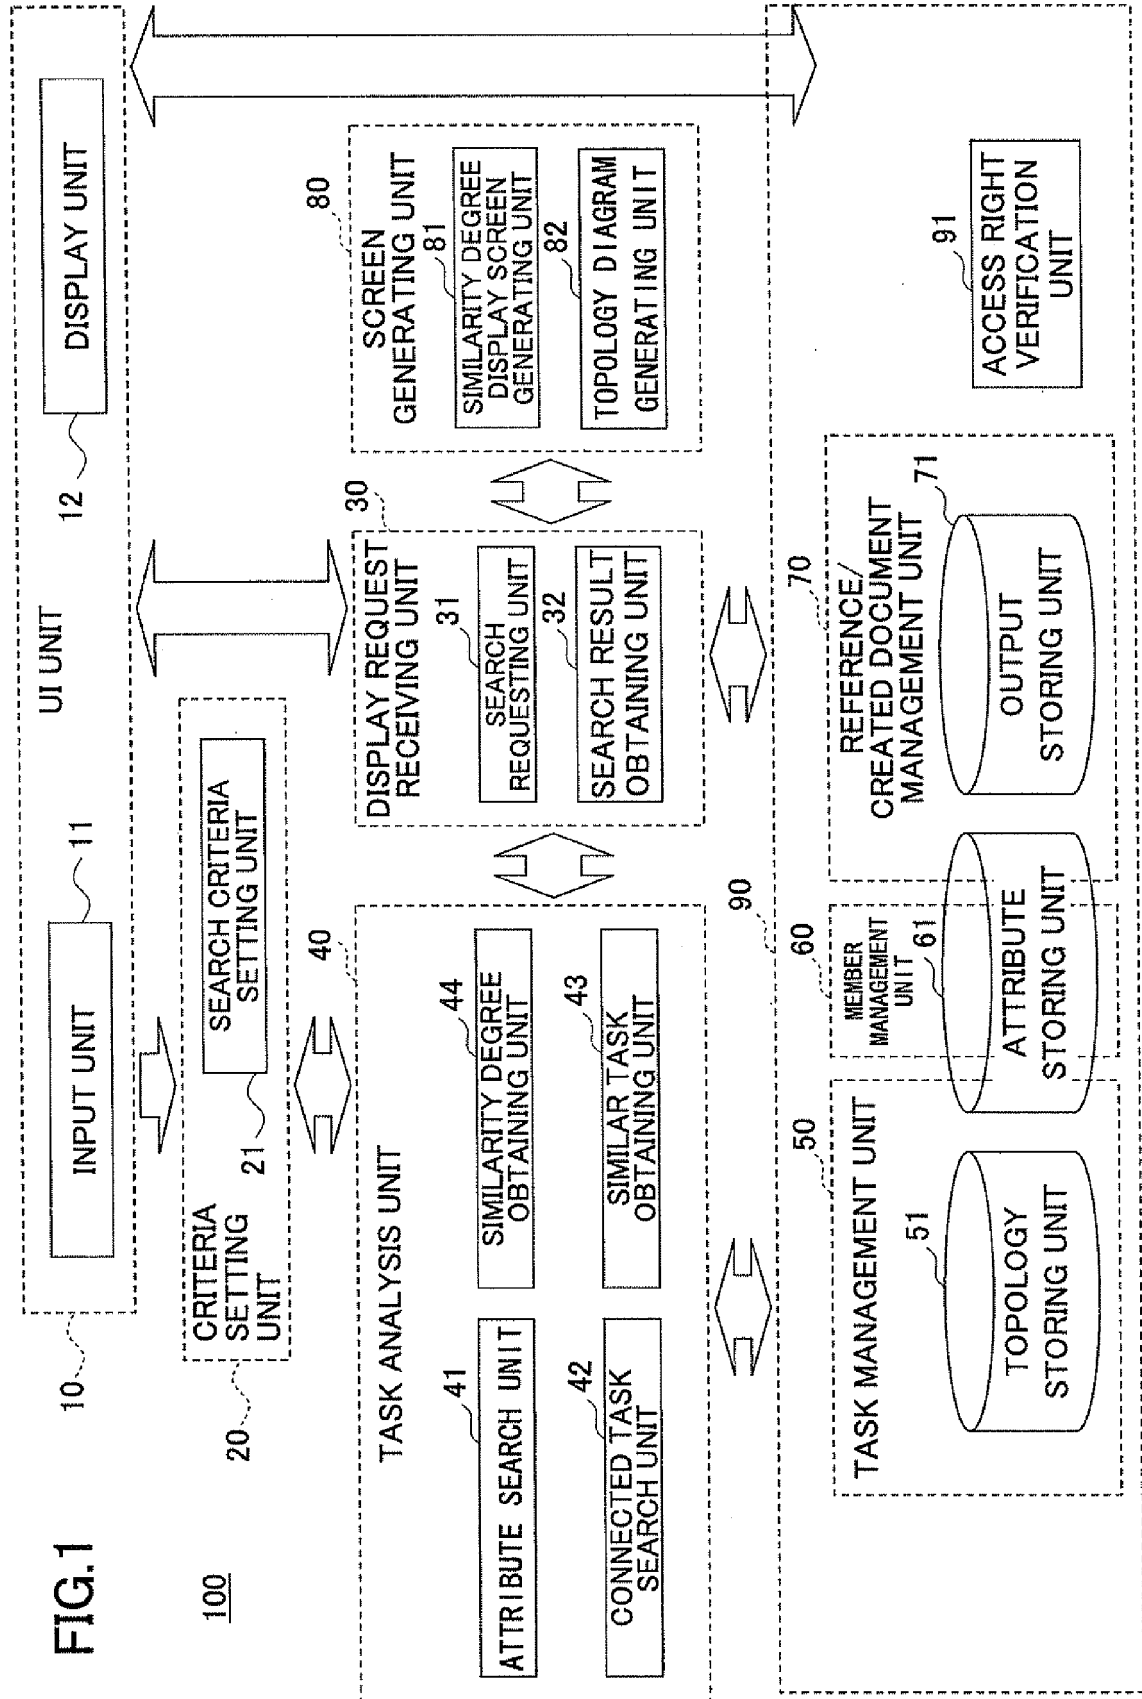 FIG.1
100
10
UI UNIT
INPUT UNIT
11
DISPLAY UNIT
12
20
CRITERIA
SETTING
UNIT
SEARCH CRITERIA
SETTING UNIT
21
40
TASK ANALYSIS UNIT
41
ATTRIBUTE SEARCH UNIT
44
SIMILARITY DEGREE
OBTAINING UNIT
42
CONNECTED TASK
SEARCH UNIT
43
SIMILAR TASK
OBTAINING UNIT
30
DISPLAY REQUEST
RECEIVING UNIT
31
SEARCH
REQUESTING UNIT
32
SEARCH RESULT
OBTAINING UNIT
80
SCREEN
GENERATING UNIT
81
SIMILARITY DEGREE
DISPLAY SCREEN
GENERATING UNIT
82
TOPOLOGY DIAGRAM
GENERATING UNIT
90
50
TASK MANAGEMENT UNIT
51
TOPOLOGY
STORING UNIT
60
MEMBER
MANAGEMENT
UNIT
61
ATTRIBUTE
STORING UNIT
70
REFERENCE/
CREATED DOCUMENT
MANAGEMENT UNIT
71
OUTPUT
STORING UNIT
91
ACCESS RIGHT
VERIFICATION
UNIT